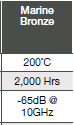 Marine
Bronze
200°C
2,000 Hrs
-65dB @
10GHz